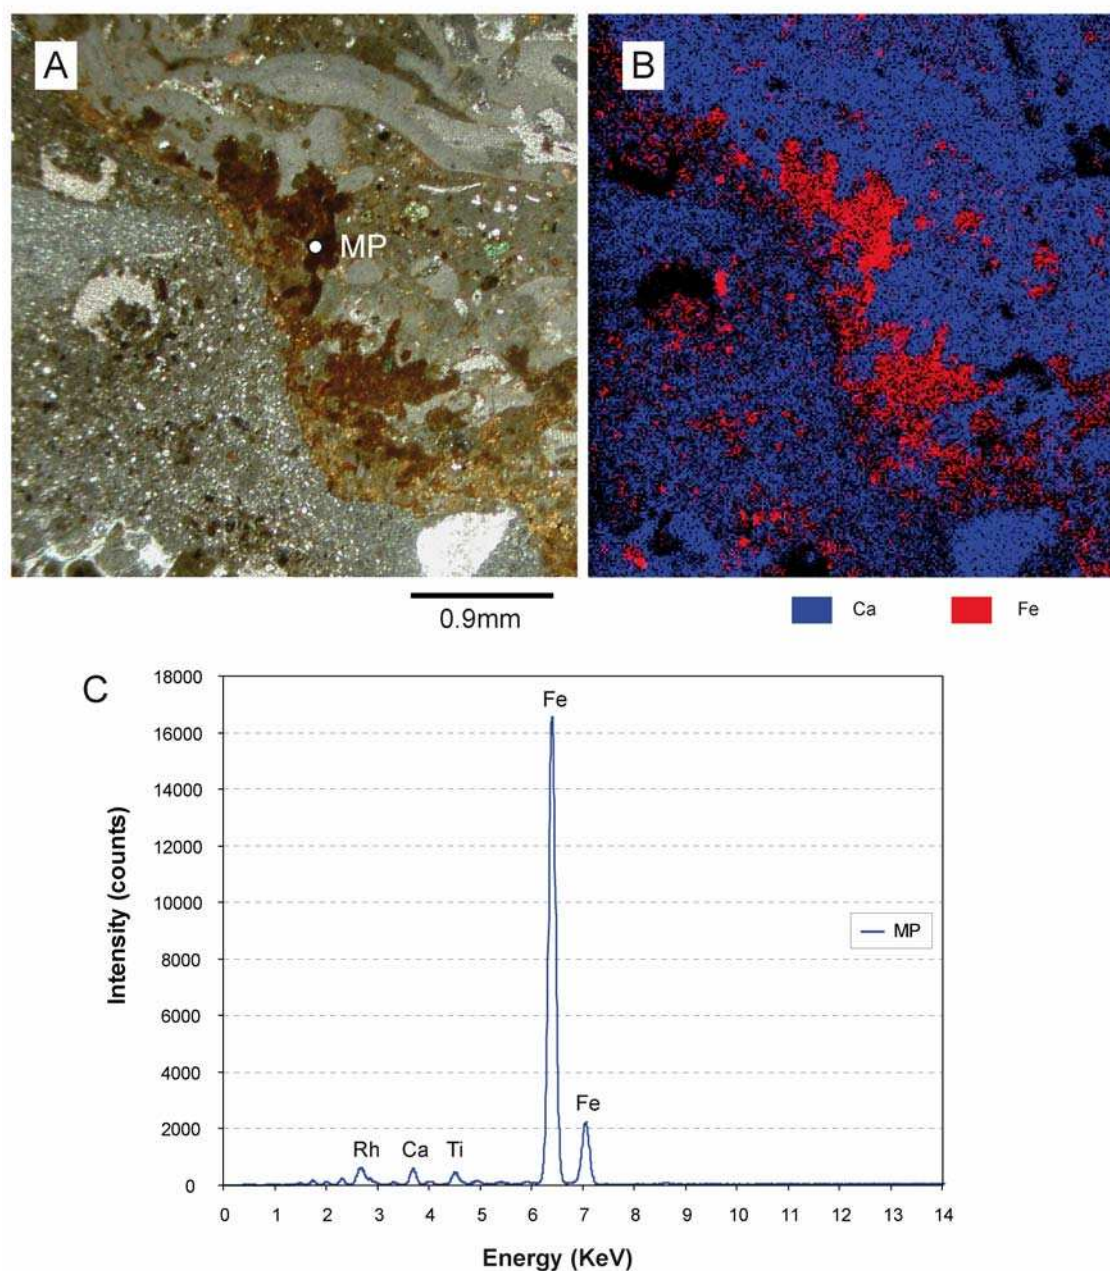 A
B
MP
0.9mm
Ca Fe
C
18000
16000
14000
12000
10000
8000
6000
4000
2000
0
Intensity (counts)
Fe
Fe
Rh Ca Ti
MP
0 1 2 3 4 5 6 7 8 9 10 11 12 13 14
Energy (KeV)